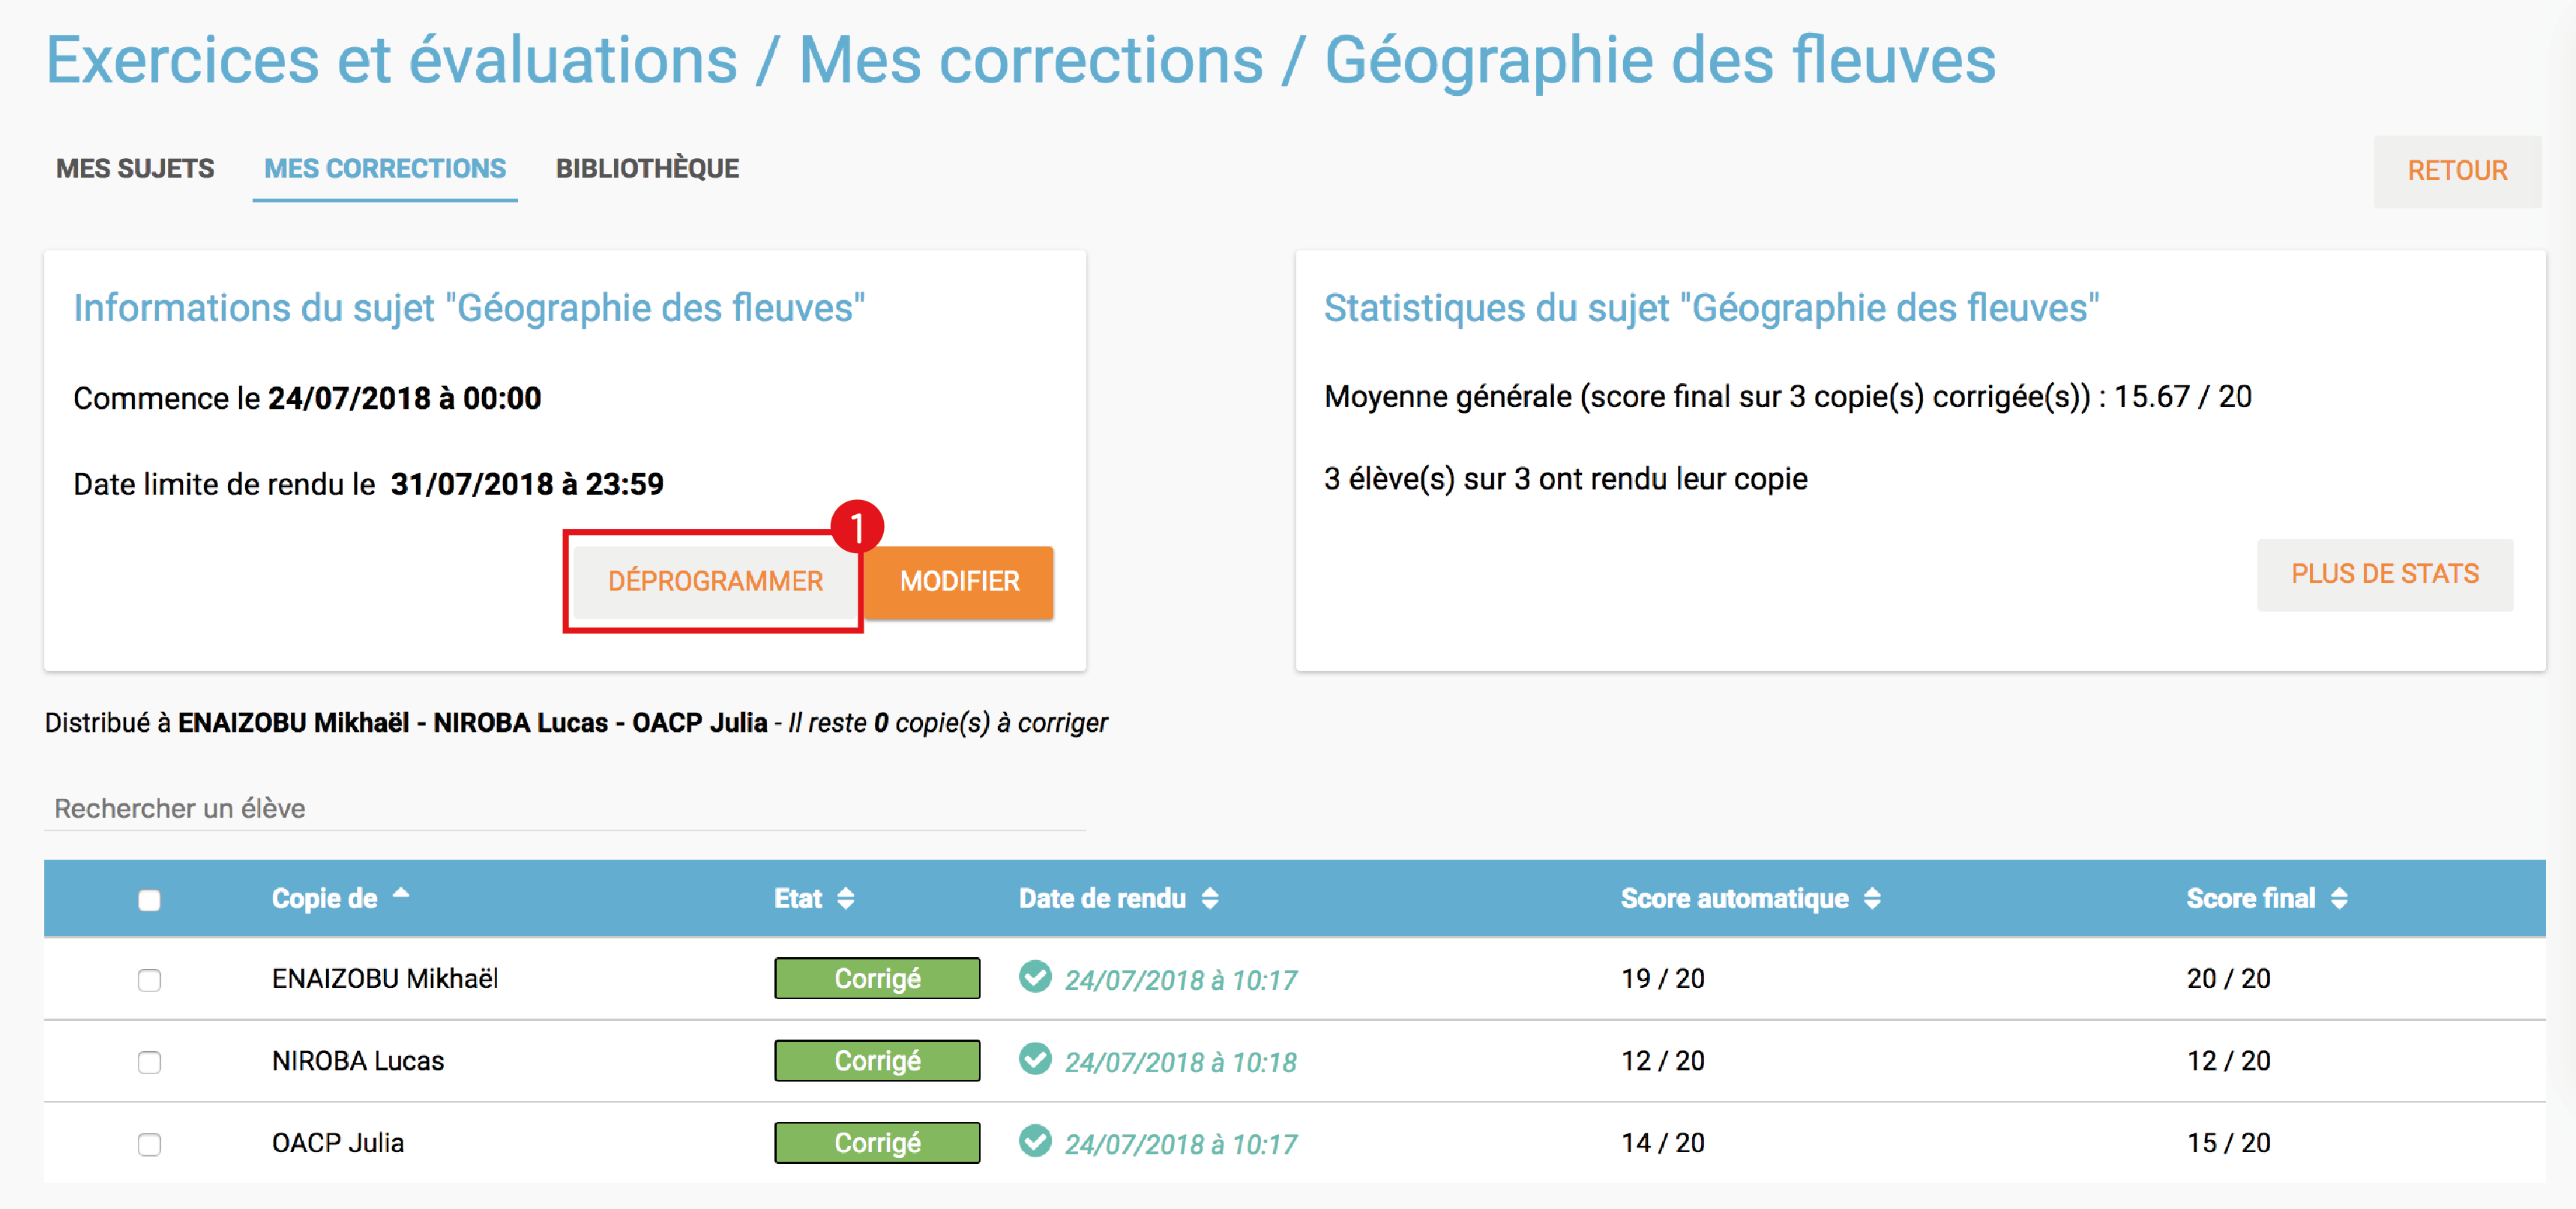 Exercices et évaluations / Mes corrections / Géographie des fleuves
MES SUJETS MES CORRECTIONS BIBLIOTHÈQUE RETOUR
Informations du sujet "Géographie des fleuves"
Commence le 24/07/2018 à 00:00
Date limite de rendu le 31/07/2018 à 23:59
1
DÉPROGRAMMER MODIFIER
Statistiques du sujet "Géographie des fleuves"
Moyenne générale (score final sur 3 copie(s) corrigée(s)) : 15.67 / 20
3 élève(s) sur 3 ont rendu leur copie
PLUS DE STATS
Distribué à ENAIZOBU Mikhaël - NIROBA Lucas - OACP Julia - Il reste 0 copie(s) à corriger
Rechercher un élève
Copie de Etat Date de rendu Score automatique Score final
ENAIZOBU Mikhaël Corrigé 24/07/2018 à 10:17 19 / 20 20 / 20
NIROBA Lucas Corrigé 24/07/2018 à 10:18 12 / 20 12 / 20
OACP Julia Corrigé 24/07/2018 à 10:17 14 / 20 15 / 20